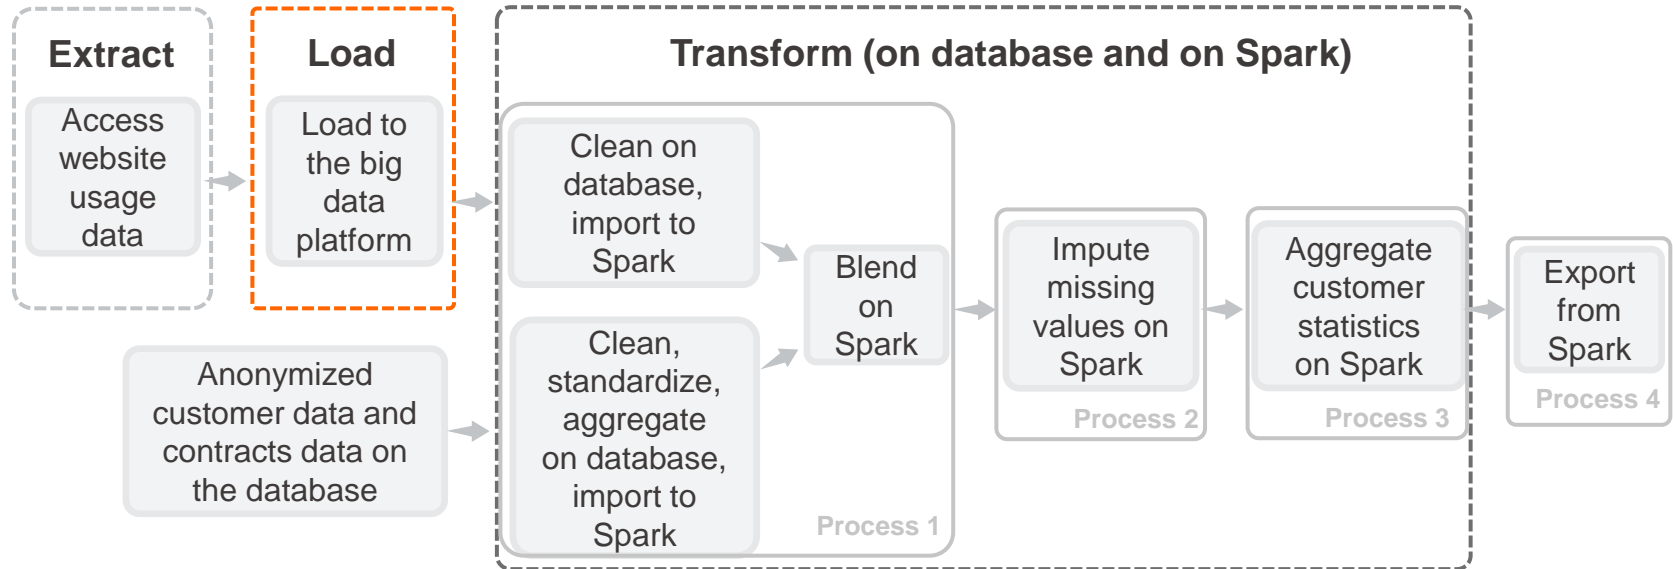 Extract
Access
website
usage
data
Load
Load to
the big
data
platform
Anonymized
customer data and
contracts data on
the database
Transform (on database and on Spark)
Clean on
database,
import to
Spark
Clean,
standardize,
aggregate
on database,
import to
Spark
Blend
on
Spark
Process 1
Impute
missing
values on
Spark
Process 2
Aggregate
customer
statistics
on Spark
Process 3
Export
from
Spark
Process 4